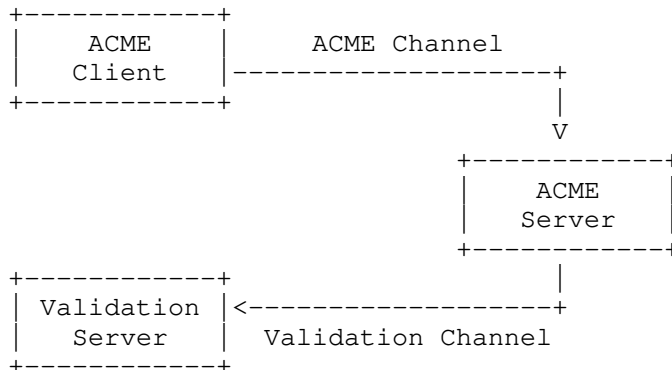 ACME ACME Channel
Client
ACME
Server
Validation
Server Validation Channel